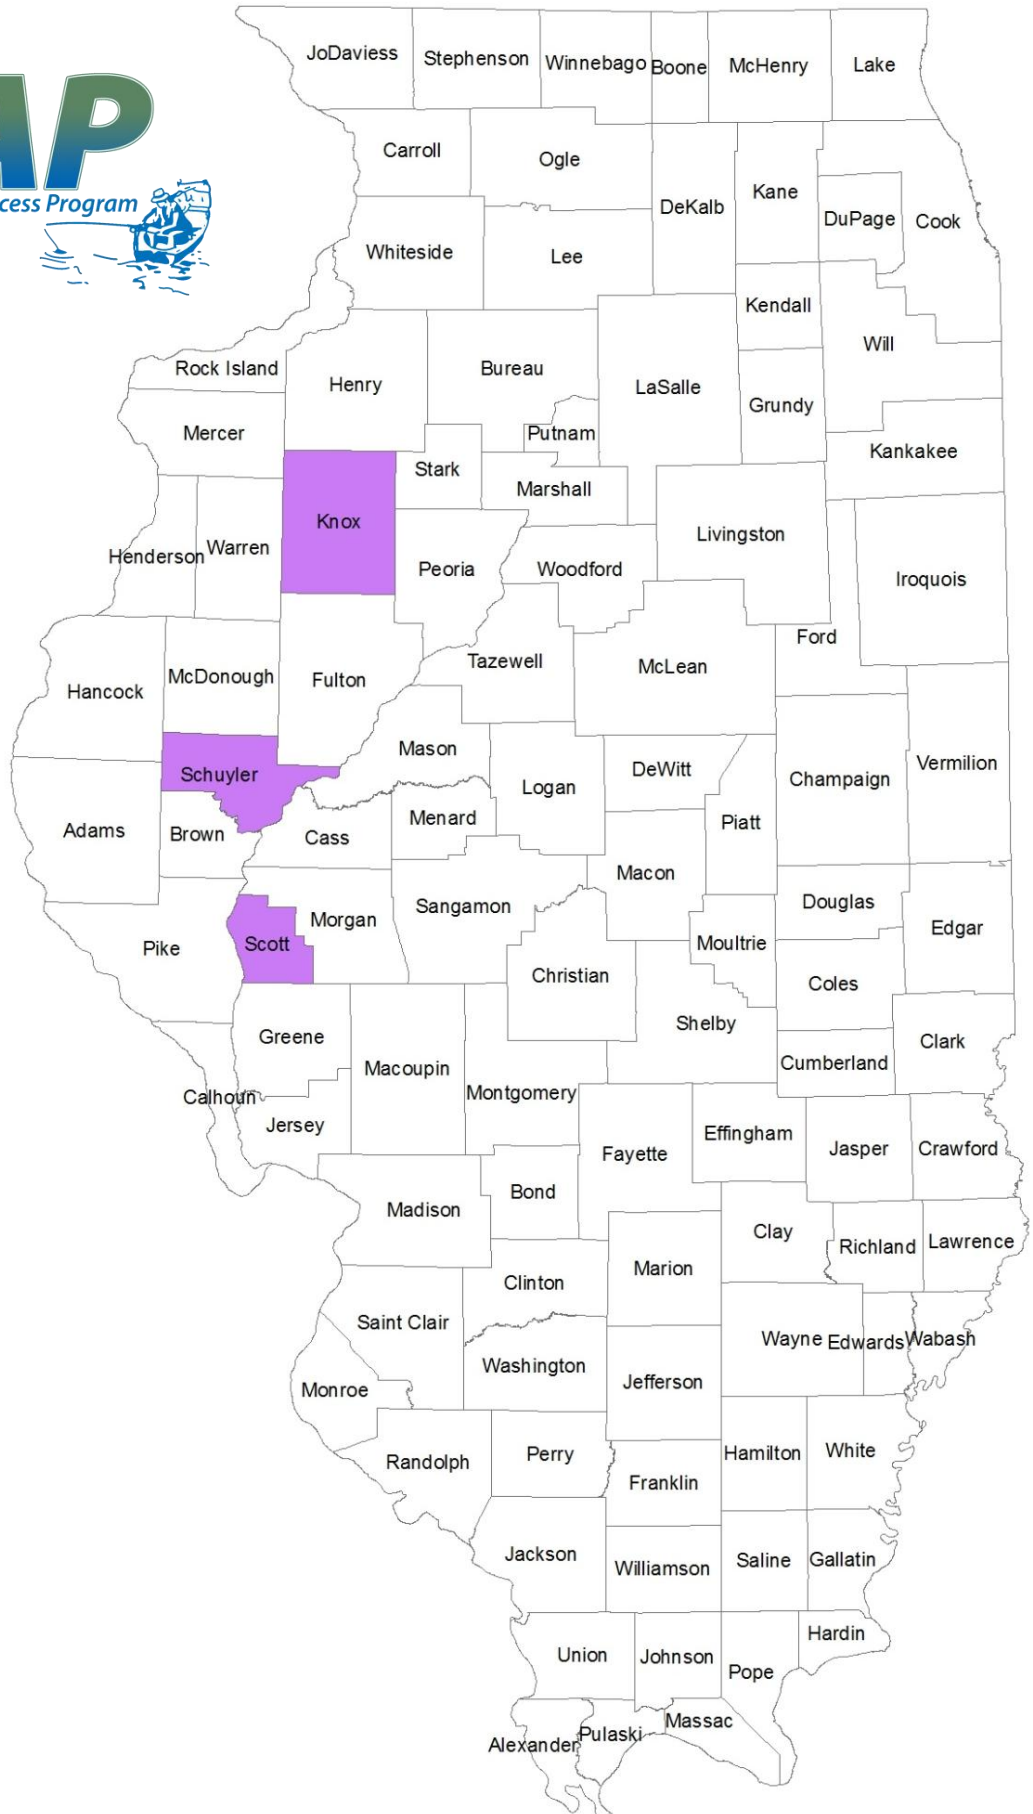 AP
cess Program
JoDaviess
Stephenson
Winnebago
Boone
McHenry
Lake
Carroll
Ogle
DeKalb
Kane
DuPage
Cook
Whiteside
Lee
Kendall
Will
Rock Island
Henry
Bureau
LaSalle
Grundy
Mercer
Putnam
Kankakee
Stark
Marshall
Knox
Livingston
Henderson
Warren
Peoria
Woodford
Iroquois
Ford
Hancock
McDonough
Fulton
Tazewell
McLean
Schuyler
Mason
Logan
DeWitt
Champaign
Vermilion
Adams
Brown
Cass
Menard
Piatt
Macon
Pike
Scott
Morgan
Sangamon
Christian
Moultrie
Douglas
Edgar
Coles
Shelby
Greene
Macoupin
Montgomery
Cumberland
Clark
Calhoun
Jersey
Fayette
Effingham
Jasper
Crawford
Madison
Bond
Clay
Richland
Lawrence
Clinton
Marion
Saint Clair
Washington
Wayne
Edwards
Wabash
Monroe
Jefferson
Randolph
Perry
Franklin
Hamilton
White
Jackson
Williamson
Saline
Gallatin
Union
Johnson
Pope
Hardin
Alexander
Pulaski
Massac